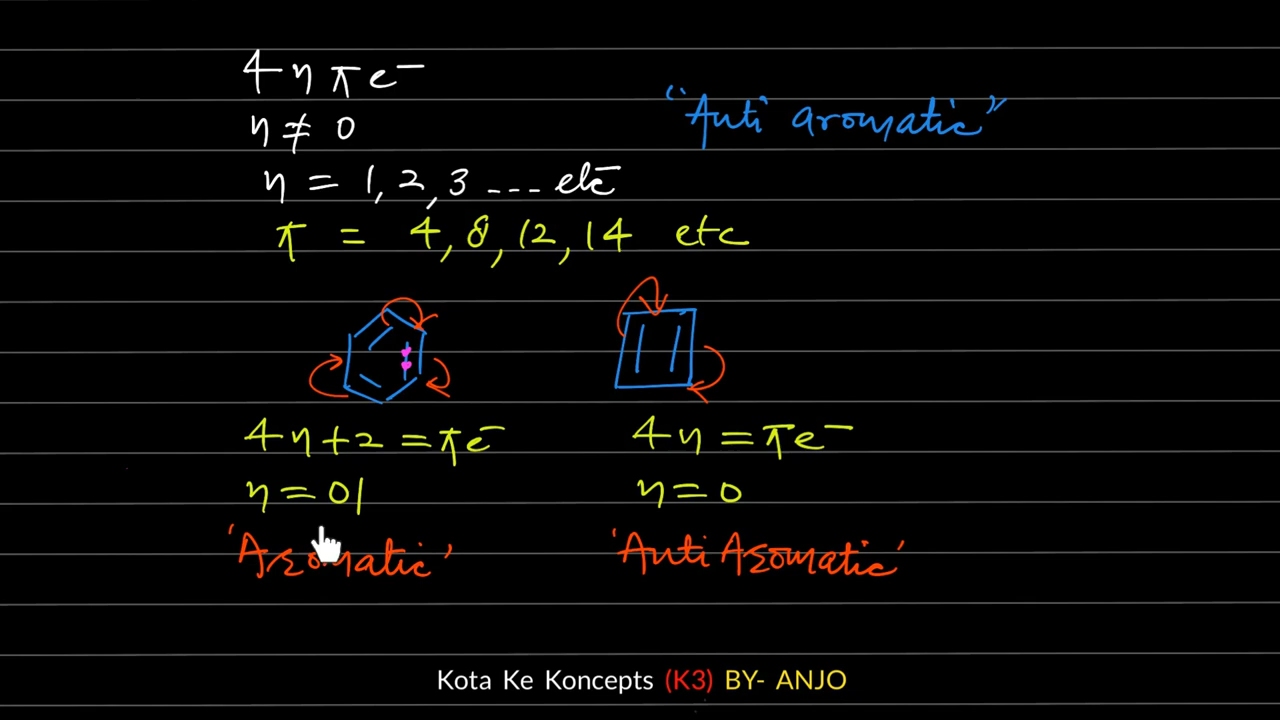 4n π e⁻
n ≠ 0
"Anti aromatic"
n = 1, 2, 3 --- etc
π = 4, 8, 12, 14 etc
4n + 2 = π e⁻
4n = π e⁻
n = 01
n = 0
'Aromatic'
'Anti Aromatic'
Kota Ke Koncepts (K3) BY- ANJO